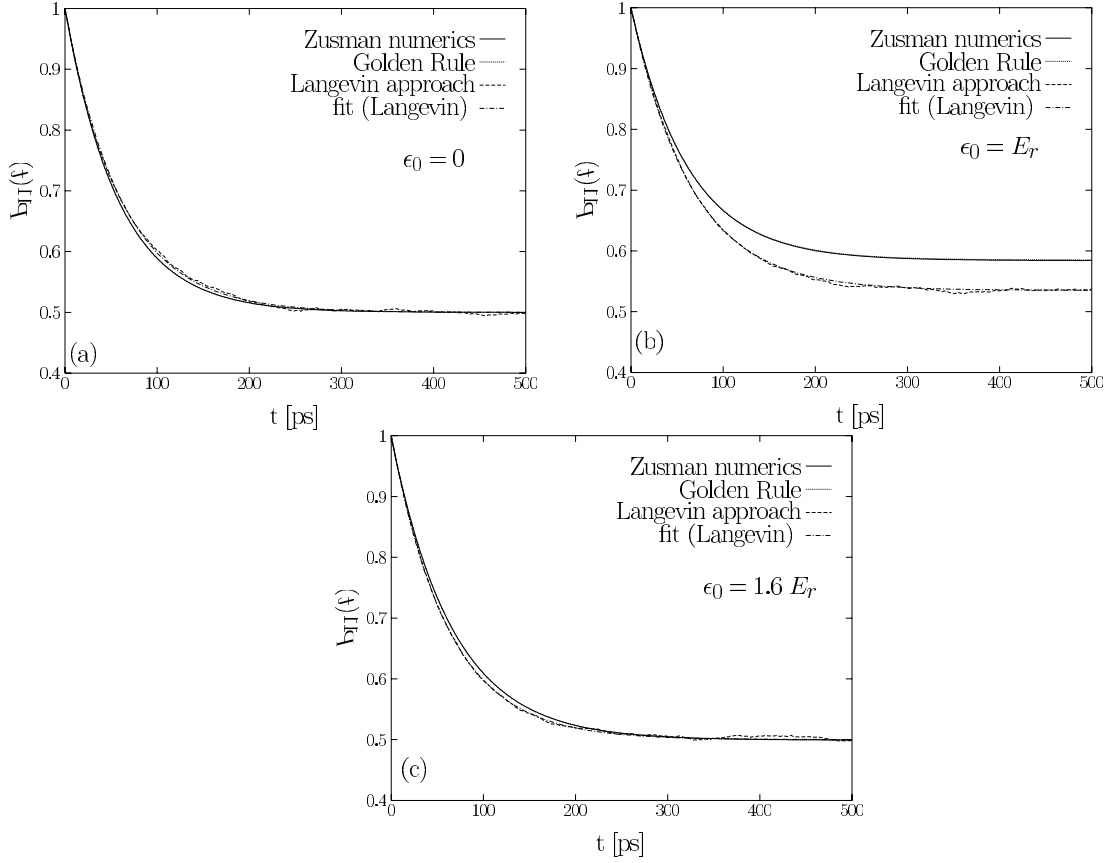 1
0.9
0.8
0.7
0.6
0.5
0.4
0
100
200
300
400
500
t [ps]
Zusman numerics
Golden Rule
Langevin approach
fit (Langevin)
ϵ₀ = 0
(a)
1
0.9
0.8
0.7
0.6
0.5
0.4
0
100
200
300
400
500
t [ps]
Zusman numerics
Golden Rule
Langevin approach
fit (Langevin)
ϵ₀ = Eᵣ
(b)
1
0.9
0.8
0.7
0.6
0.5
0.4
0
100
200
300
400
500
t [ps]
Zusman numerics
Golden Rule
Langevin approach
fit (Langevin)
ϵ₀ = 1.6 Eᵣ
(c)